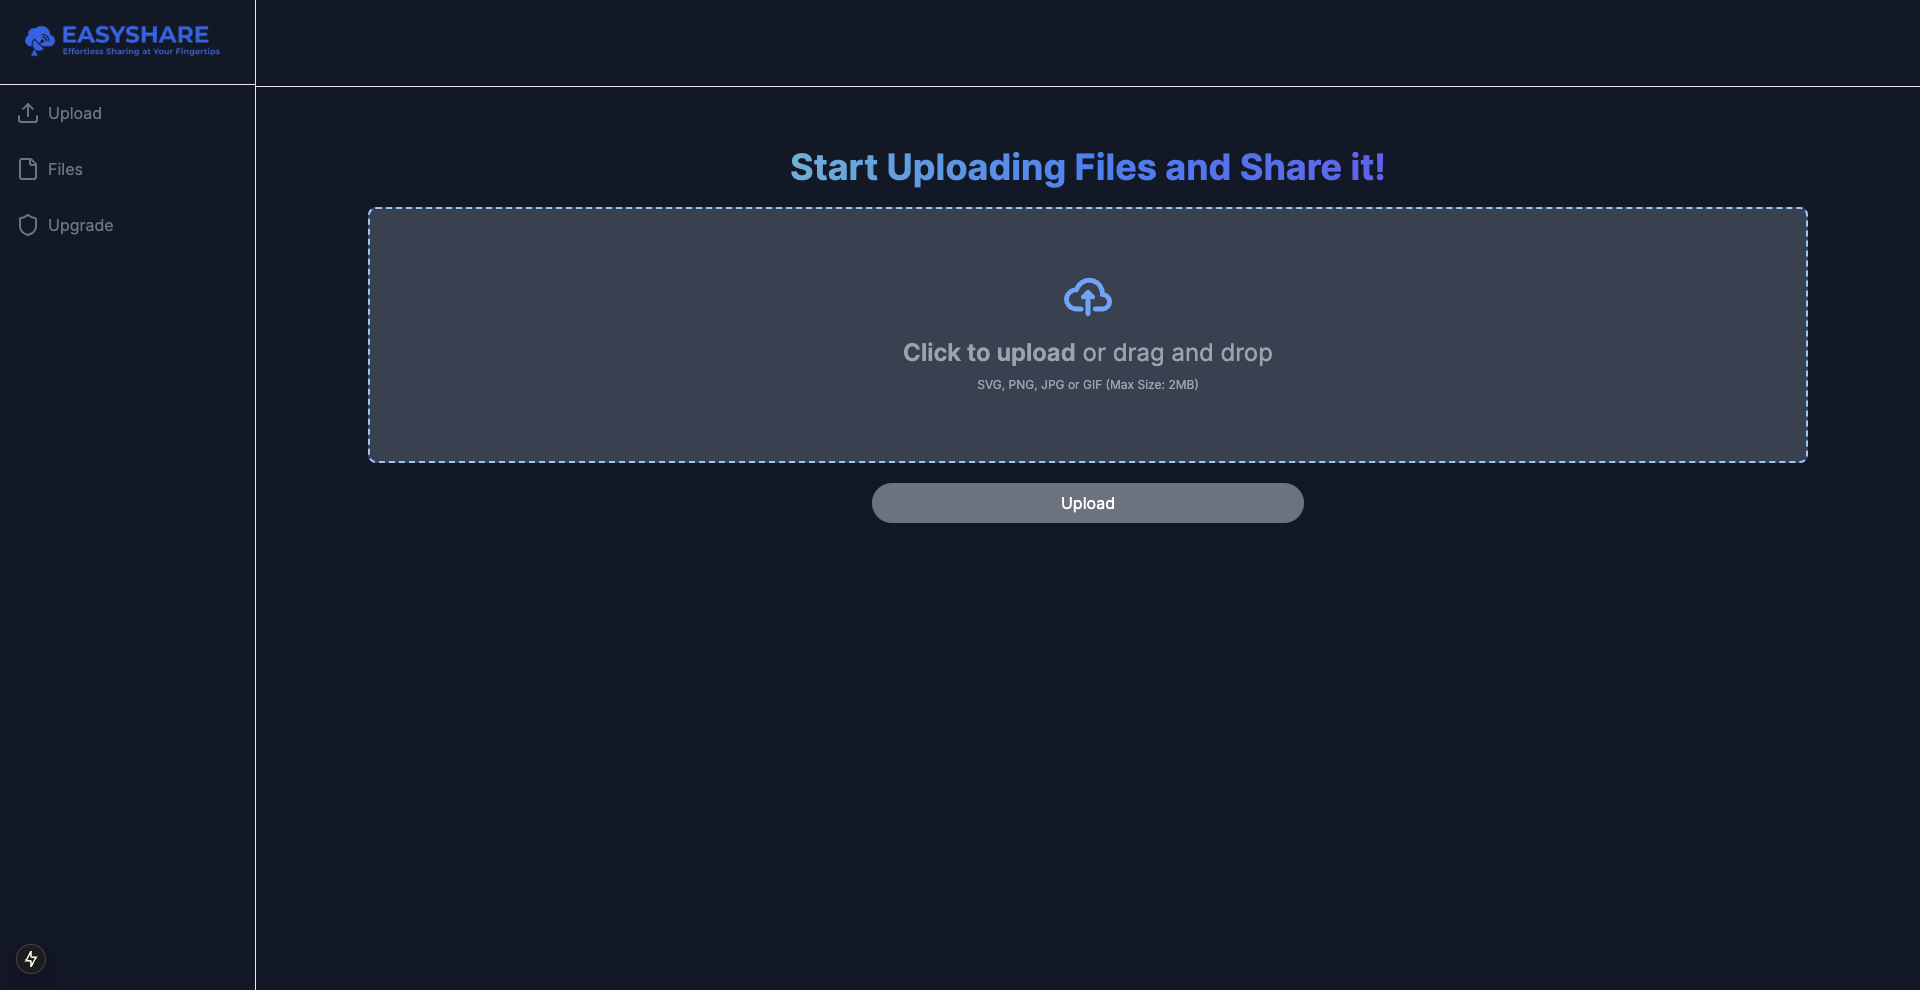 EASYSHARE
Effortless Sharing at Your Fingertips
Upload
Files
Upgrade
Start Uploading Files and Share it!
Click to upload or drag and drop
SVG, PNG, JPG or GIF (Max Size: 2MB)
Upload